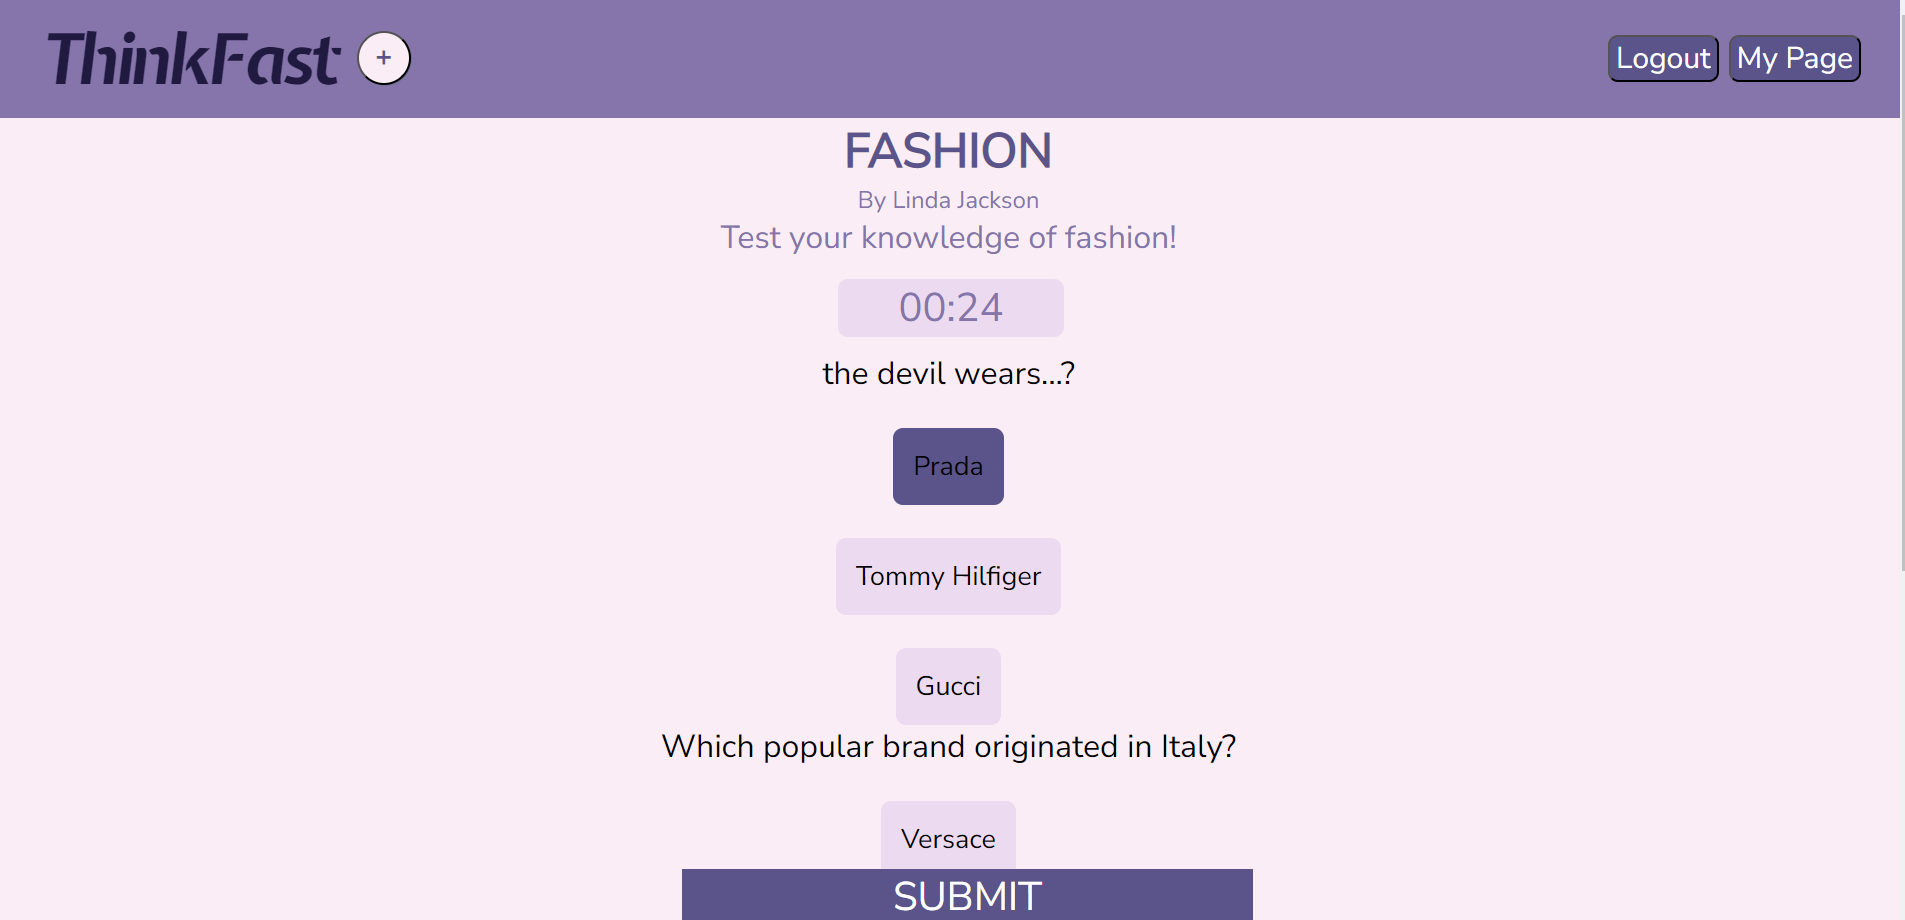 ThinkFast +
Logout My Page
FASHION
By Linda Jackson
Test your knowledge of fashion!
00:24
the devil wears...?
Prada
Tommy Hilfiger
Gucci
Which popular brand originated in Italy?
Versace
SUBMIT